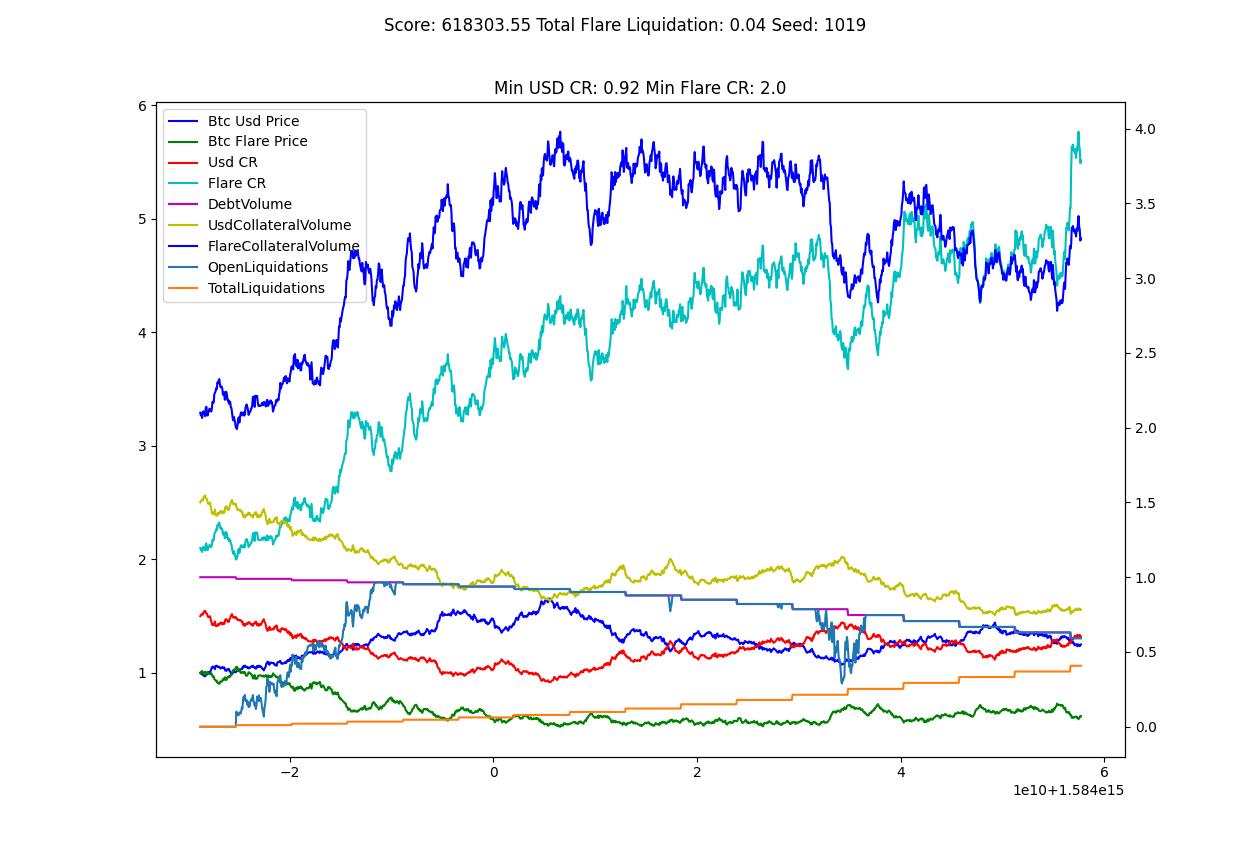 Score: 618303.55 Total Flare Liquidation: 0.04 Seed: 1019
Min USD CR: 0.92 Min Flare CR: 2.0
Btc Usd Price
Btc Flare Price
Usd CR
Flare CR
DebtVolume
UsdCollateralVolume
FlareCollateralVolume
OpenLiquidations
TotalLiquidations
6
5
4
3
2
1
4.0
3.5
3.0
2.5
2.0
1.5
1.0
0.5
0.0
−2 0 2 4 6
1e10+1.584e15